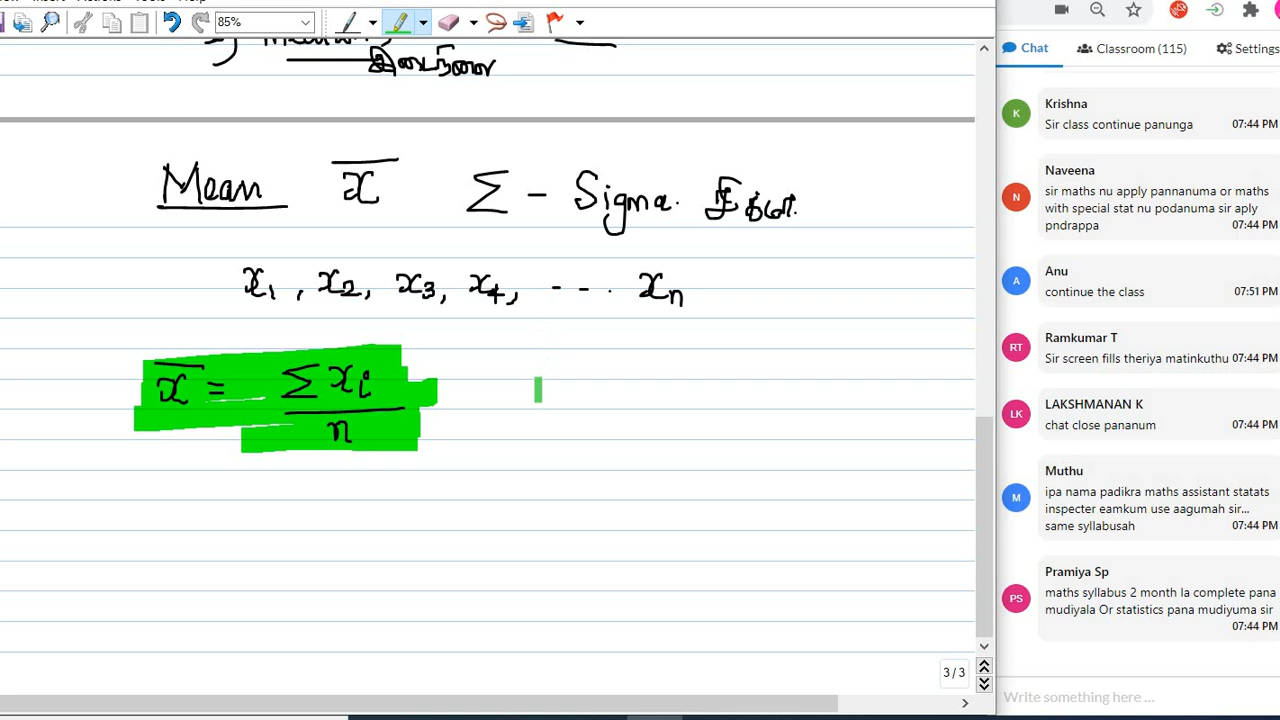 85%
Mean x̄ Σ - Sigma.
x₁, x₂, x₃, x₄, - - . xₙ
x̄ = Σxᵢ / n
3 / 3
Chat Classroom (115) Settings
K Krishna
Sir class continue panunga 07:44 PM
N Naveena
sir maths nu apply pannanuma or maths
with special stat nu podanuma sir aply
pndrappa 07:44 PM
A Anu
continue the class 07:51 PM
RT Ramkumar T
Sir screen fills theriya matinkuthu 07:44 PM
LK LAKSHMANAN K
chat close pananum 07:44 PM
M Muthu
ipa nama padikra maths assistant statats
inspecter eamkum use aagumah sir...
same syllabusah 07:44 PM
PS Pramiya Sp
maths syllabus 2 month la complete pana
mudiyala Or statistics pana mudiyuma sir
07:44 PM
Write something here ...